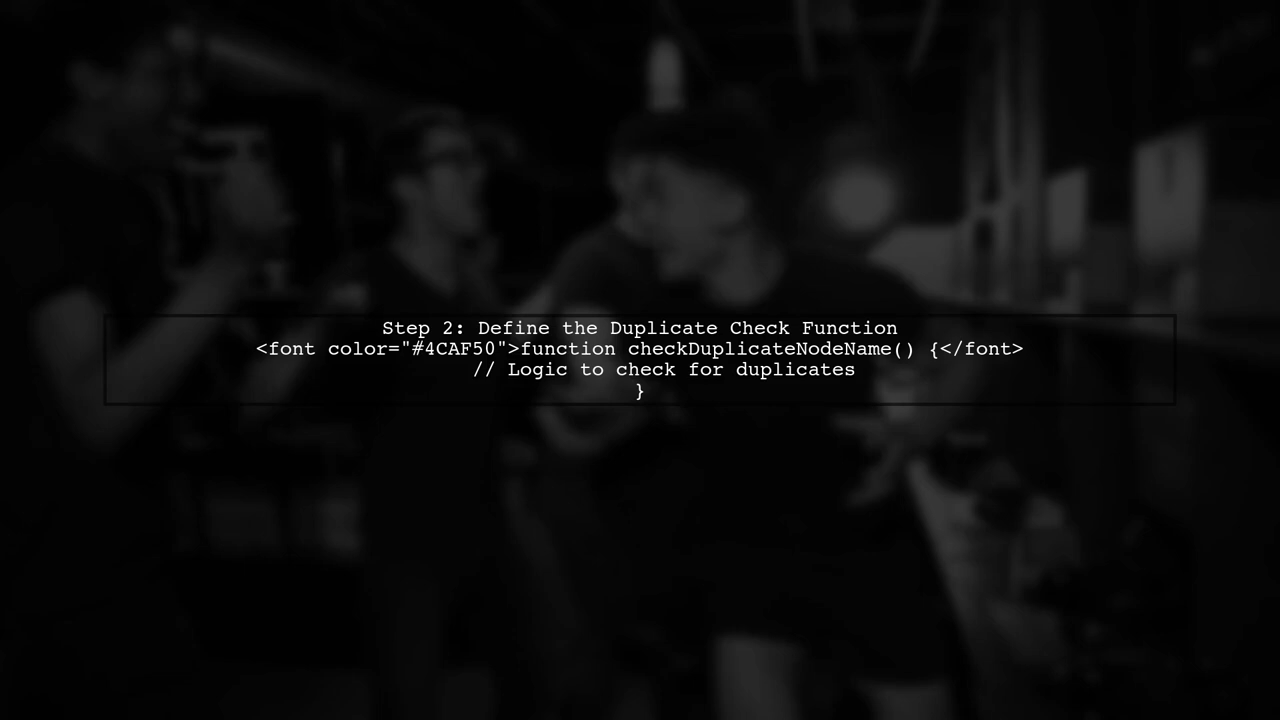 Step 2: Define the Duplicate Check Function
<font color="#4CAF50">function checkDuplicateNodeName() {</font>
// Logic to check for duplicates
}